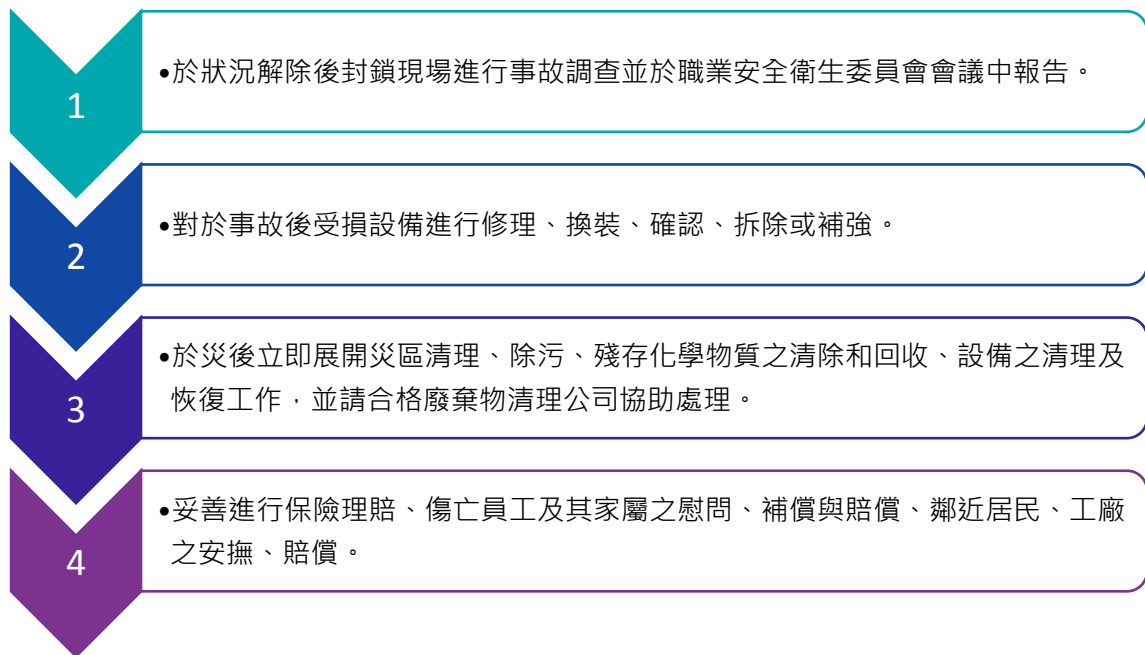 1
•於狀況解除後封鎖現場進行事故調查並於職業安全衛生委員會會議中報告。
2
•對於事故後受損設備進行修理、換裝、確認、拆除或補強。
3
•於災後立即展開災區清理、除污、殘存化學物質之清除和回收、設備之清理及
恢復工作，並請合格廢棄物清理公司協助處理。
4
•妥善進行保險理賠、傷亡員工及其家屬之慰問、補償與賠償、鄰近居民、工廠
之安撫、賠償。